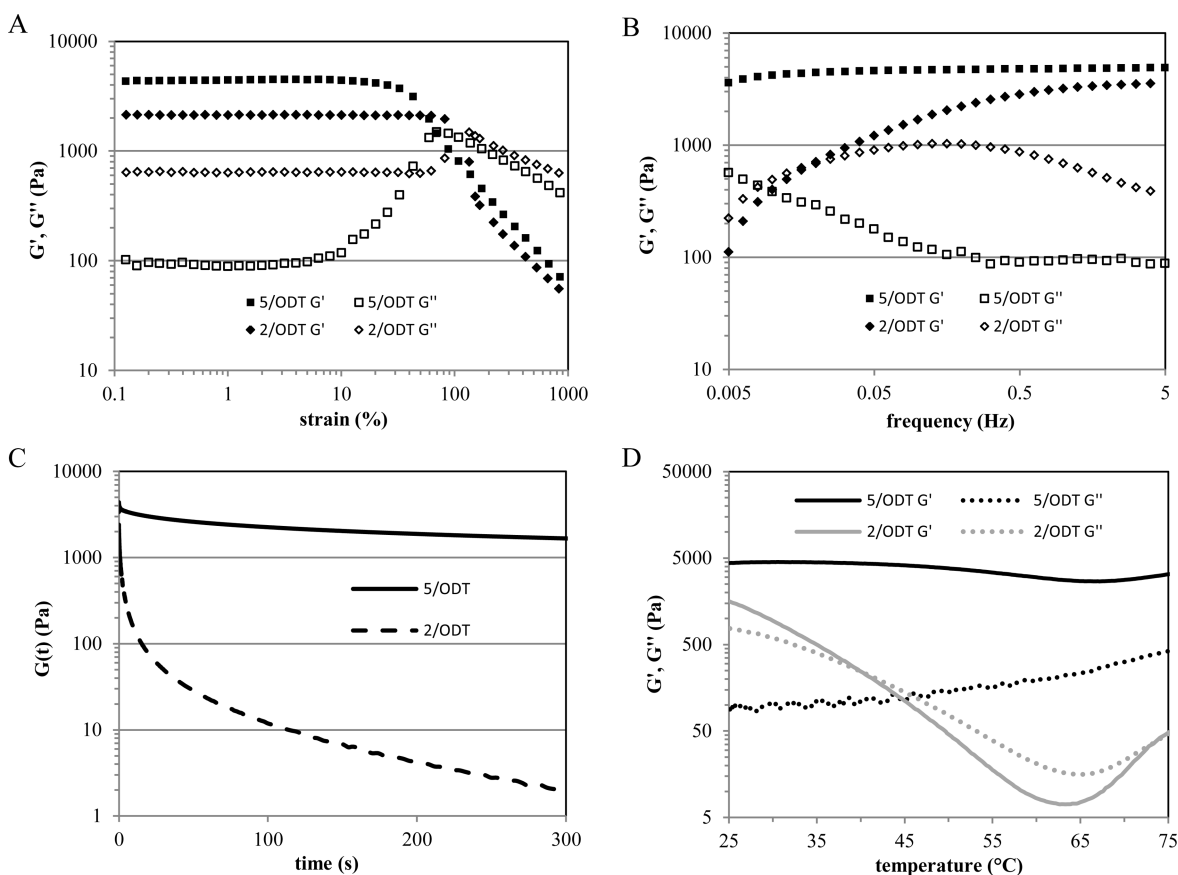 A
10000
1000
100
10
G', G'' (Pa)
5/ODT G' 5/ODT G''
2/ODT G' 2/ODT G''
0.1 1 10 100 1000
strain (%)
B
10000
1000
100
10
G', G'' (Pa)
5/ODT G' 5/ODT G''
2/ODT G' 2/ODT G''
0.005 0.05 0.5 5
frequency (Hz)
C
10000
1000
100
10
1
G(t) (Pa)
5/ODT
2/ODT
0 100 200 300
time (s)
D
50000
5000
500
50
5
G', G'' (Pa)
5/ODT G' 5/ODT G''
2/ODT G' 2/ODT G''
25 35 45 55 65 75
temperature (°C)